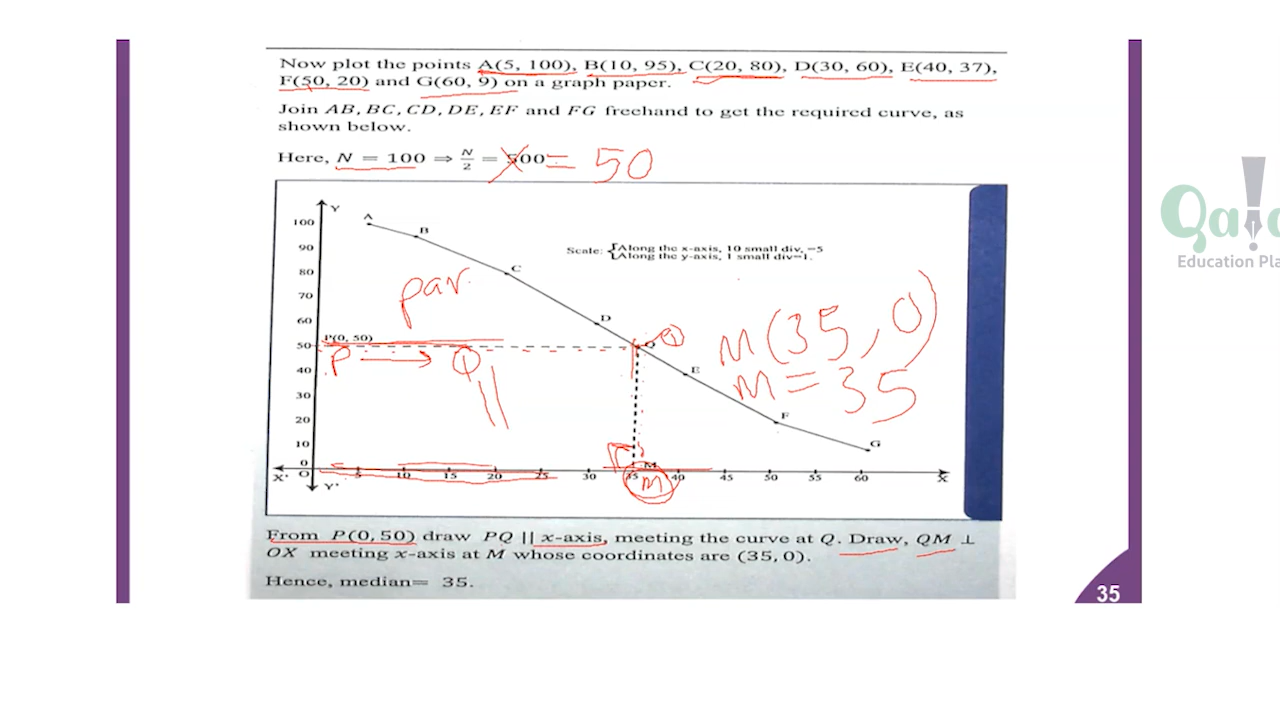 Now plot the points A(5, 100), B(10, 95), C(20, 80), D(30, 60), E(40, 37),
F(50, 20) and G(60, 9) on a graph paper.
Join AB, BC, CD, DE, EF and FG freehand to get the required curve, as
shown below.
Here, N = 100 ⇒ N/2 = 500 = 50
Y
100
90
80
70
60
50
40
30
20
10
0
A
B
C
D
Q
E
F
G
Scale: {Along the x-axis, 10 small div, =5
Along the y-axis, 1 small div=1.
par
P(0, 50)
P → Q
||
Q
M(35, 0)
m = 35
M
X' O 5 10 15 20 25 30 35 40 45 50 55 60 X
Y'
m
From P(0, 50) draw PQ || x-axis, meeting the curve at Q. Draw, QM ⊥
OX meeting x-axis at M whose coordinates are (35, 0).
Hence, median= 35.
35
Education Pla